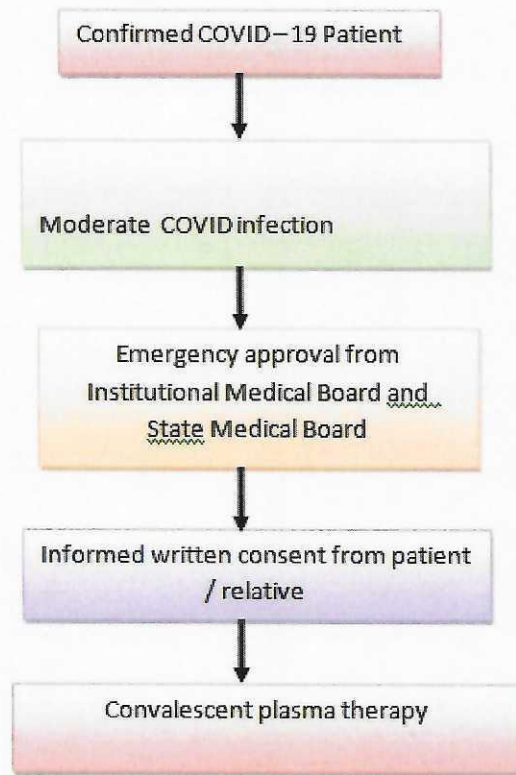 Confirmed COVID – 19 Patient
Moderate COVID infection
Emergency approval from
Institutional Medical Board and
State Medical Board
Informed written consent from patient
/ relative
Convalescent plasma therapy